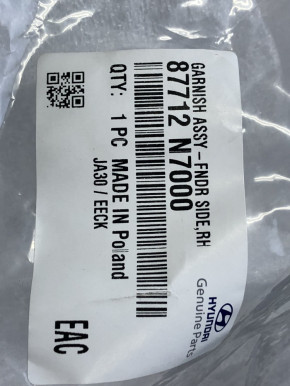 GARNISH ASSY-FNDR SIDE,RH
87712 N7000
QTY: 1 PC MADE IN Poland
JA30 / EECK
HYUNDAI
Genuine Parts
EAC